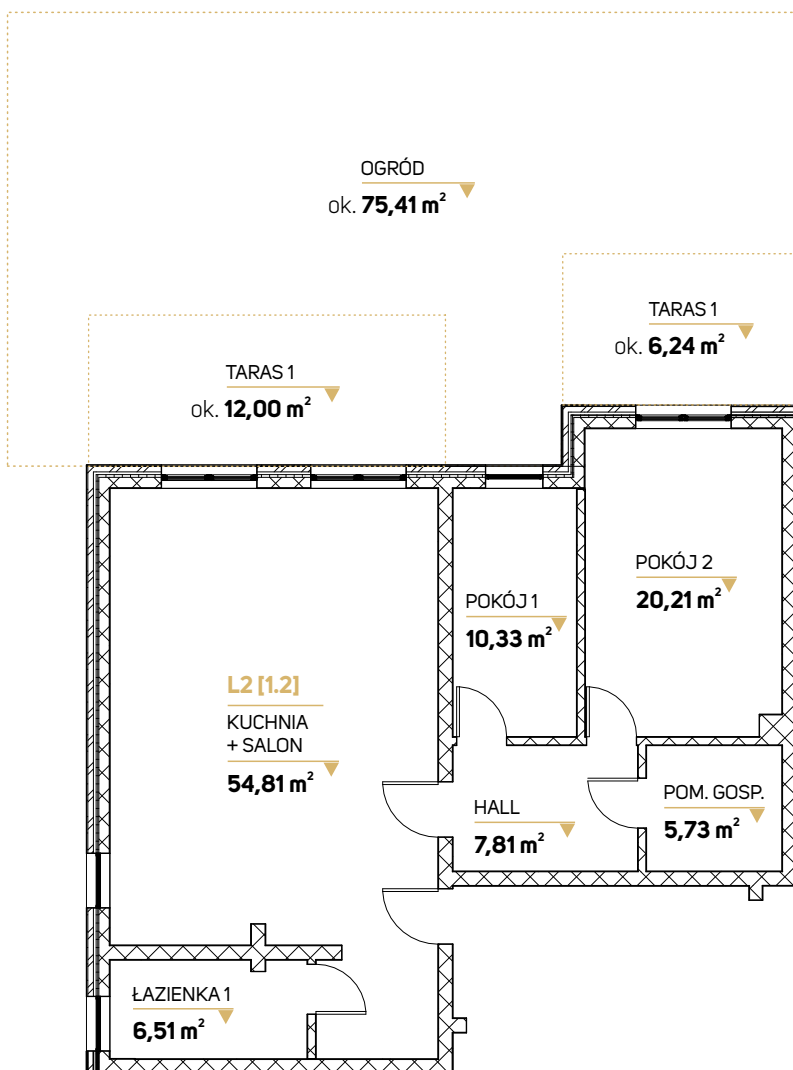 OGRÓD
ok. 75,41 m²
TARAS 1
ok. 6,24 m²
TARAS 1
ok. 12,00 m²
POKÓJ 2
20,21 m²
POKÓJ 1
10,33 m²
L2 [1.2]
KUCHNIA
+ SALON
54,81 m²
HALL
7,81 m²
POM. GOSP.
5,73 m²
ŁAZIENKA 1
6,51 m²